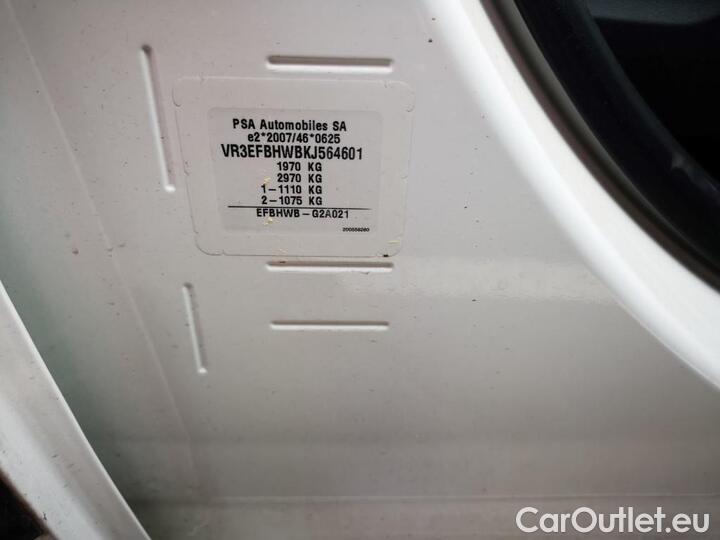 PSA Automobiles SA
e2*2007/46*0625
VR3EFBHWBKJ564601
1970 KG
2970 KG
1-1110 KG
2-1075 KG
EFBHWB-G2A021
200559260
CarOutlet.eu